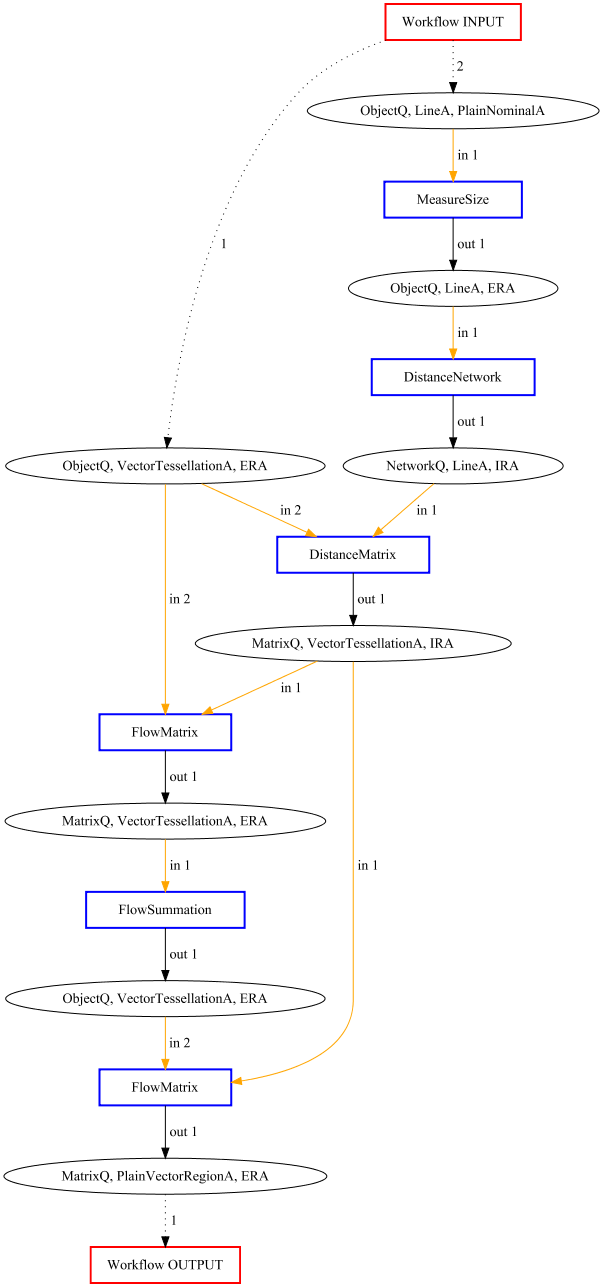 Workflow INPUT
2
ObjectQ, LineA, PlainNominalA
in 1
MeasureSize
1
out 1
ObjectQ, LineA, ERA
in 1
DistanceNetwork
out 1
ObjectQ, VectorTessellationA, ERA
NetworkQ, LineA, IRA
in 2
in 1
DistanceMatrix
in 2
out 1
MatrixQ, VectorTessellationA, IRA
in 1
FlowMatrix
out 1
MatrixQ, VectorTessellationA, ERA
in 1
in 1
FlowSummation
out 1
ObjectQ, VectorTessellationA, ERA
in 2
FlowMatrix
out 1
MatrixQ, PlainVectorRegionA, ERA
1
Workflow OUTPUT